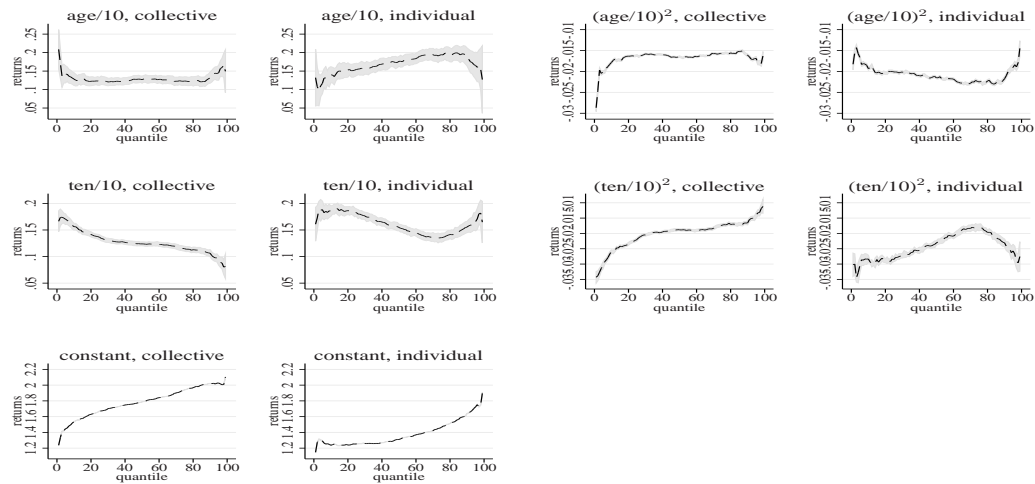 age/10, collective
returns
.05 .1 .15 .2 .25
0 20 40 60 80 100
quantile
age/10, individual
returns
.05 .1 .15 .2 .25
0 20 40 60 80 100
quantile
(age/10)², collective
returns
-.03 -.025 -.02 -.015 -.01
0 20 40 60 80 100
quantile
(age/10)², individual
returns
-.03 -.025 -.02 -.015 -.01
0 20 40 60 80 100
quantile
ten/10, collective
returns
.05 .1 .15 .2
0 20 40 60 80 100
quantile
ten/10, individual
returns
.05 .1 .15 .2
0 20 40 60 80 100
quantile
(ten/10)², collective
returns
-.035.03.025.02.015.01
0 20 40 60 80 100
quantile
(ten/10)², individual
returns
-.035.03.025.02.015.01
0 20 40 60 80 100
quantile
constant, collective
returns
1.2 1.4 1.6 1.8 2 2.2
0 20 40 60 80 100
quantile
constant, individual
returns
1.2 1.4 1.6 1.8 2 2.2
0 20 40 60 80 100
quantile